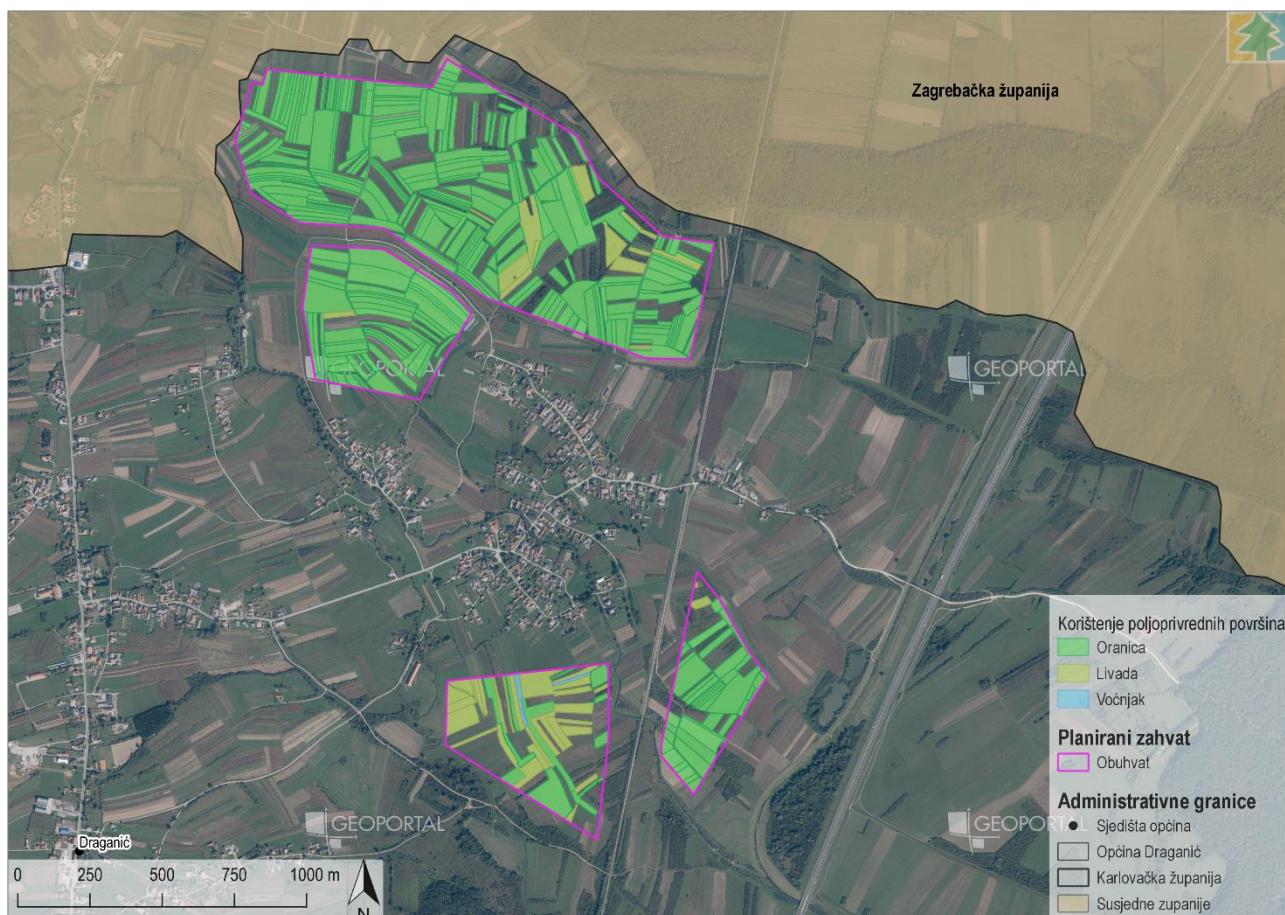 Zagrebačka županija
GEOPORTAL
GEOPORTAL
GEOPORTAL
GEOPORTAL
Draganić
0 250 500 750 1000 m
N
Korištenje poljoprivrednih površina
Oranica
Livada
Voćnjak
Planirani zahvat
Obuhvat
Administrativne granice
Sjedišta općina
Općina Draganić
Karlovačka županija
Susjedne županije